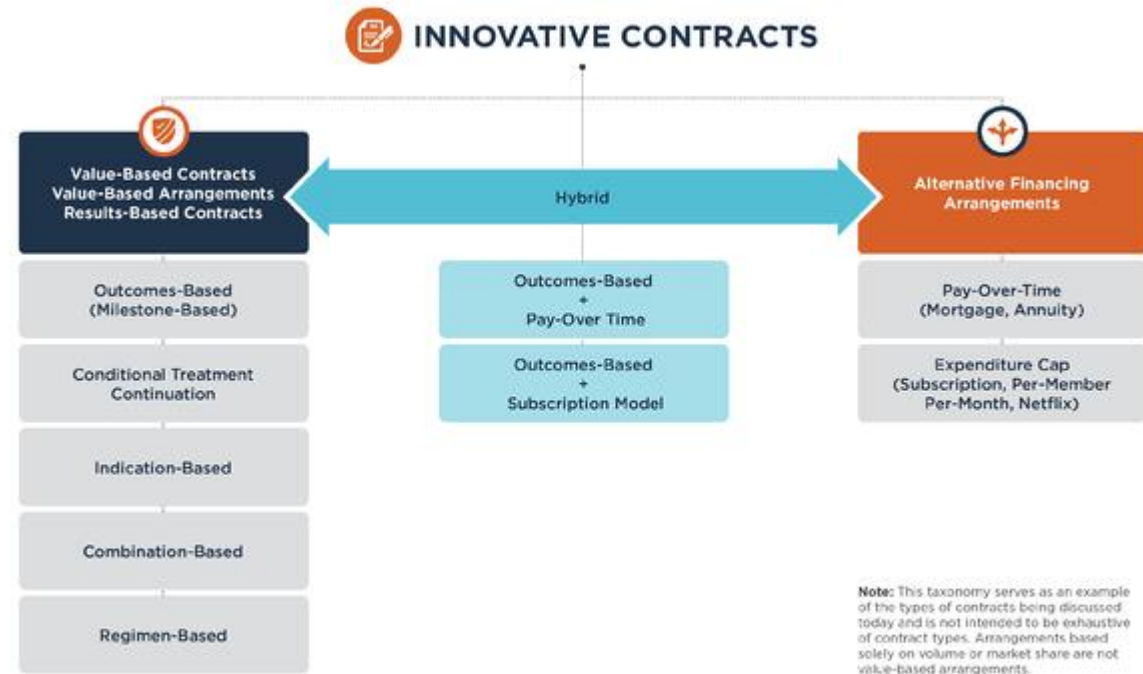 INNOVATIVE CONTRACTS
Value-Based Contracts
Value-Based Arrangements
Results-Based Contracts
Outcomes-Based
(Milestone-Based)
Conditional Treatment
Continuation
Indication-Based
Combination-Based
Regimen-Based
Hybrid
Outcomes-Based
+
Pay-Over Time
Outcomes-Based
+
Subscription Model
Alternative Financing
Arrangements
Pay-Over-Time
(Mortgage, Annuity)
Expenditure Cap
(Subscription, Per-Member
Per-Month, Netflix)
Note: This taxonomy serves as an example
of the types of contracts being discussed
today and is not intended to be exhaustive
of contract types. Arrangements based
solely on volume or market share are not
value-based arrangements.